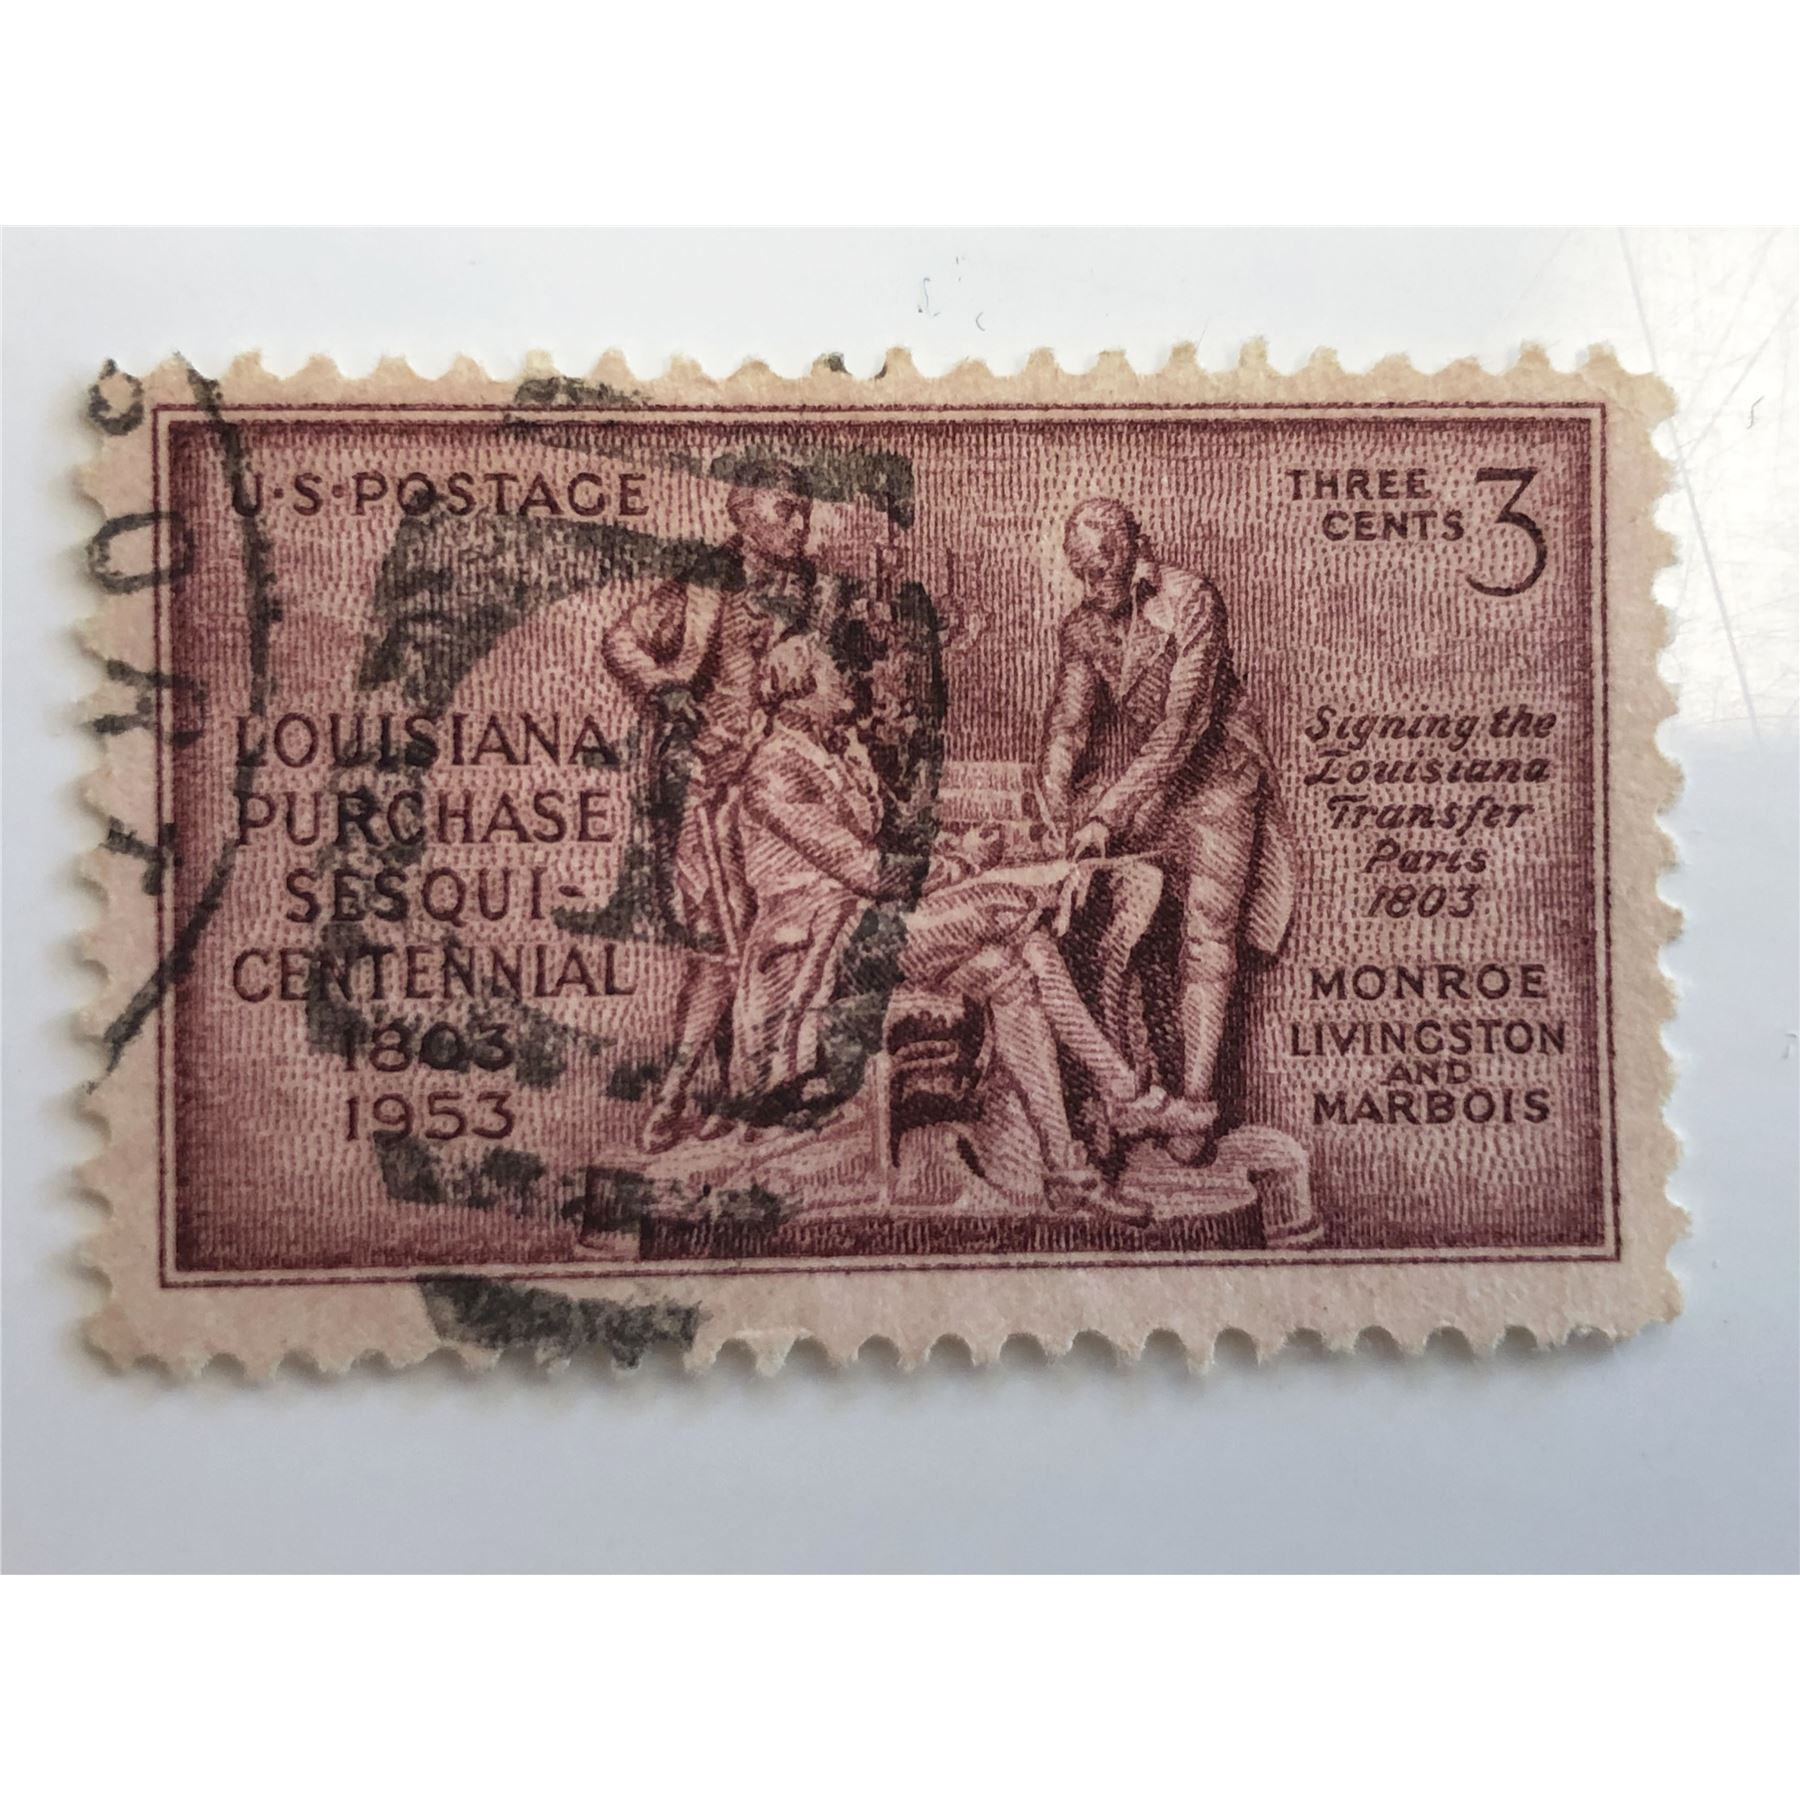 U·S·POSTAGE
THREE
CENTS
3
LOUISIANA
PURCHASE
SESQUI-
CENTENNIAL
1803
1953
Signing the
Louisiana
Transfer
Paris
1803
MONROE
LIVINGSTON
AND
MARBOIS